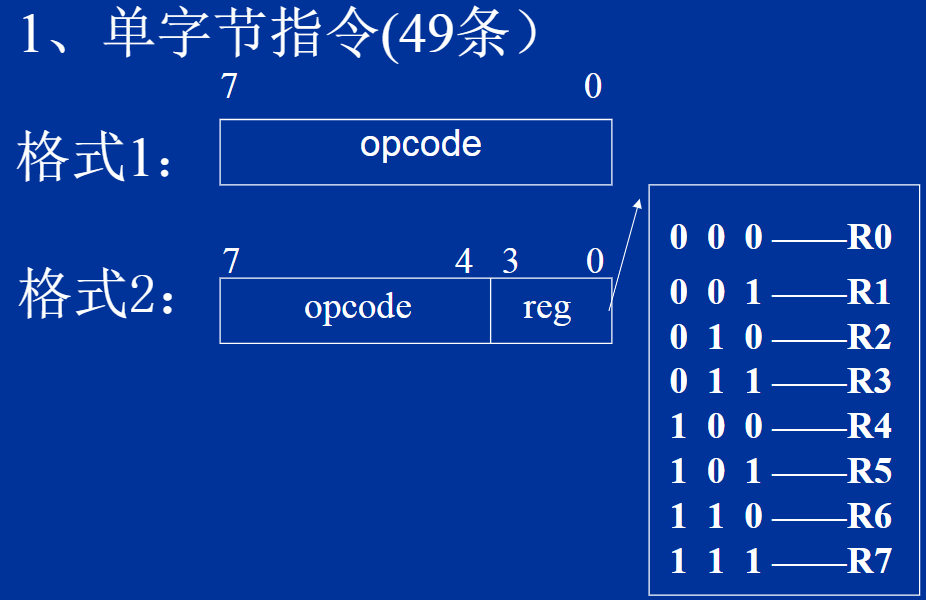 1、单字节指令(49条）
7 0
格式1： opcode
7 4 3 0
格式2： opcode reg
0 0 0 ——R0
0 0 1 ——R1
0 1 0 ——R2
0 1 1 ——R3
1 0 0 ——R4
1 0 1 ——R5
1 1 0 ——R6
1 1 1 ——R7